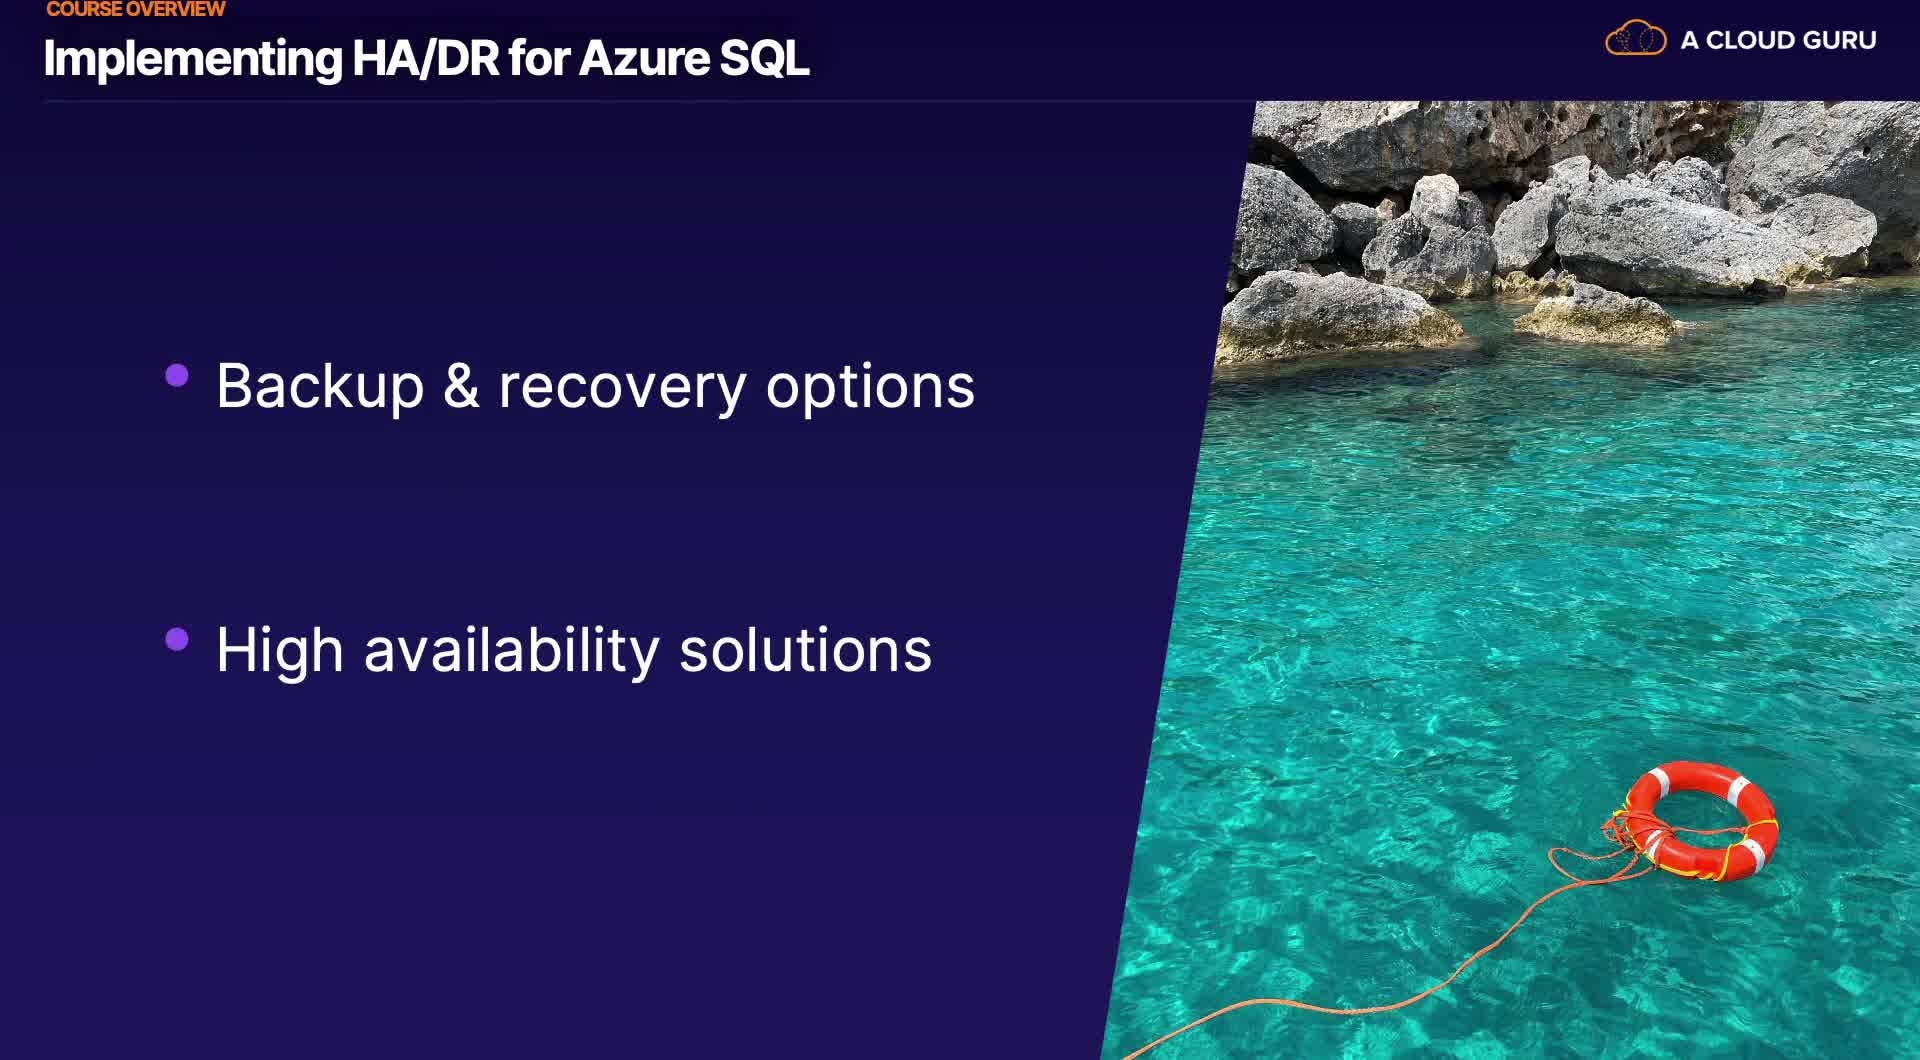 COURSE OVERVIEW
Implementing HA/DR for Azure SQL
A CLOUD GURU
Backup & recovery options
High availability solutions